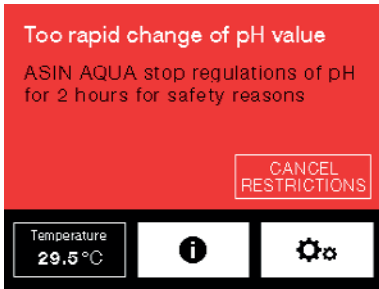 Too rapid change of pH value
ASIN AQUA stop regulations of pH
for 2 hours for safety reasons
CANCEL
RESTRICTIONS
Temperature
29.5°C
i